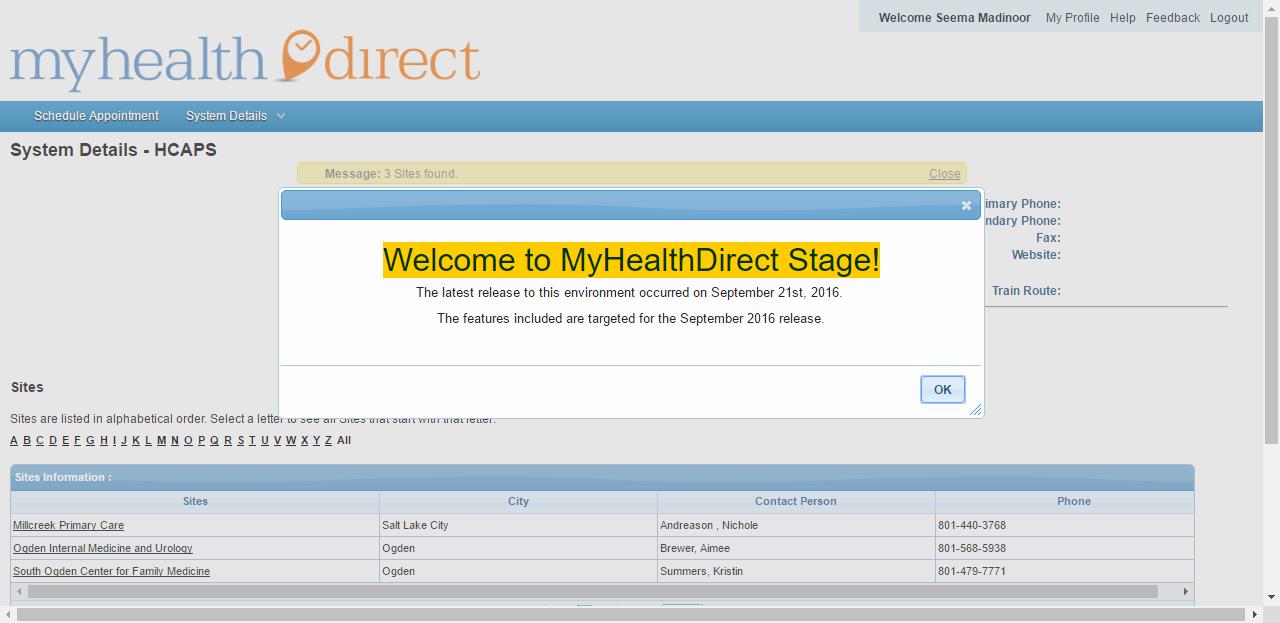 Welcome Seema Madinoor My Profile Help Feedback Logout
myhealth direct
Schedule Appointment System Details
System Details - HCAPS
Message: 3 Sites found. Close
imary Phone:
ndary Phone:
Fax:
Website:
Train Route:
Welcome to MyHealthDirect Stage!
The latest release to this environment occurred on September 21st, 2016.
The features included are targeted for the September 2016 release.
OK
Sites
Sites are listed in alphabetical order. Select a letter to see all Sites that start with that letter.
A B C D E F G H I J K L M N O P Q R S T U V W X Y Z All
Sites Information :
Sites City Contact Person Phone
Millcreek Primary Care Salt Lake City Andreason , Nichole 801-440-3768
Ogden Internal Medicine and Urology Ogden Brewer, Aimee 801-568-5938
South Ogden Center for Family Medicine Ogden Summers, Kristin 801-479-7771